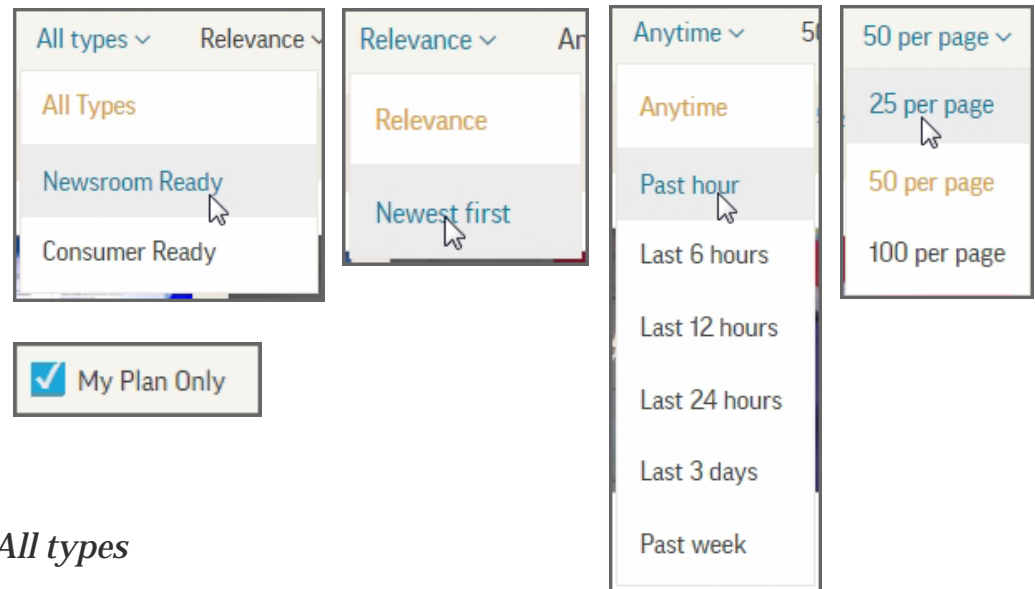 All types Relevance
All Types
Newsroom Ready
Consumer Ready
Relevance
Relevance
Newest first
Anytime
Anytime
Past hour
Last 6 hours
Last 12 hours
Last 24 hours
Last 3 days
Past week
50 per page
25 per page
50 per page
100 per page
My Plan Only
All types